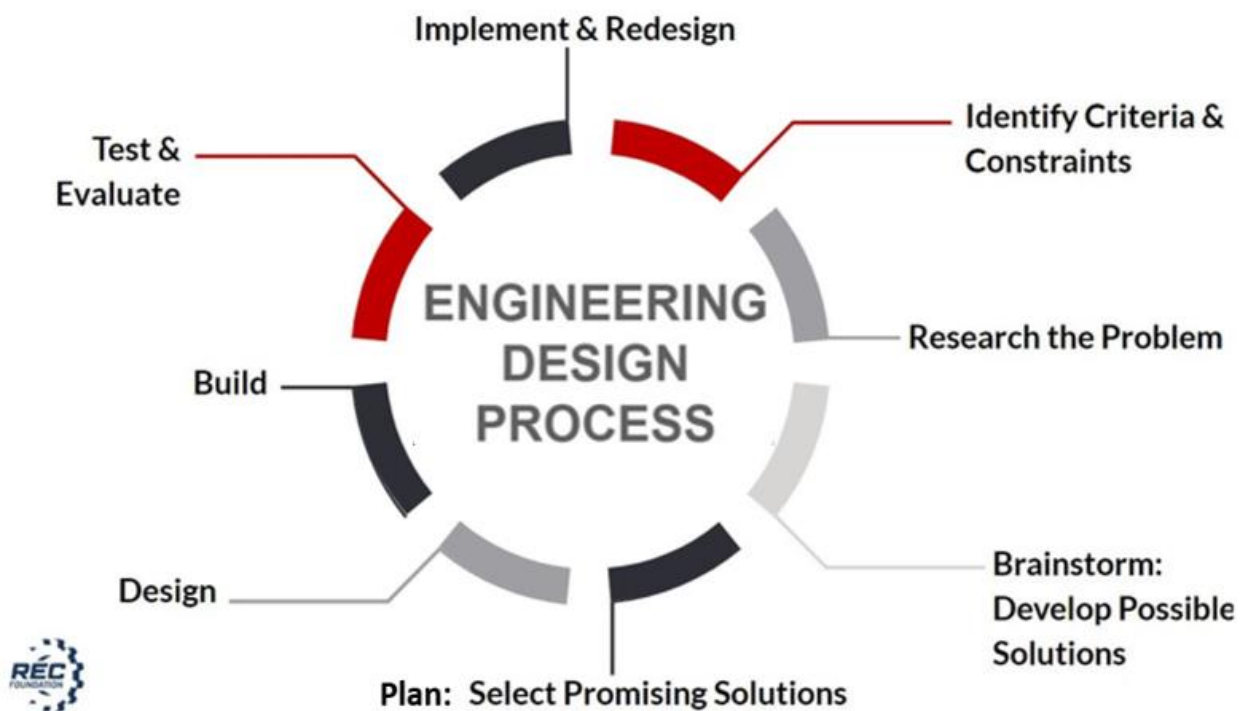 Implement & Redesign
Identify Criteria &
Constraints
Test &
Evaluate
ENGINEERING
DESIGN
PROCESS
Research the Problem
Build
Brainstorm:
Develop Possible
Solutions
Design
Plan: Select Promising Solutions
REC
FOUNDATION